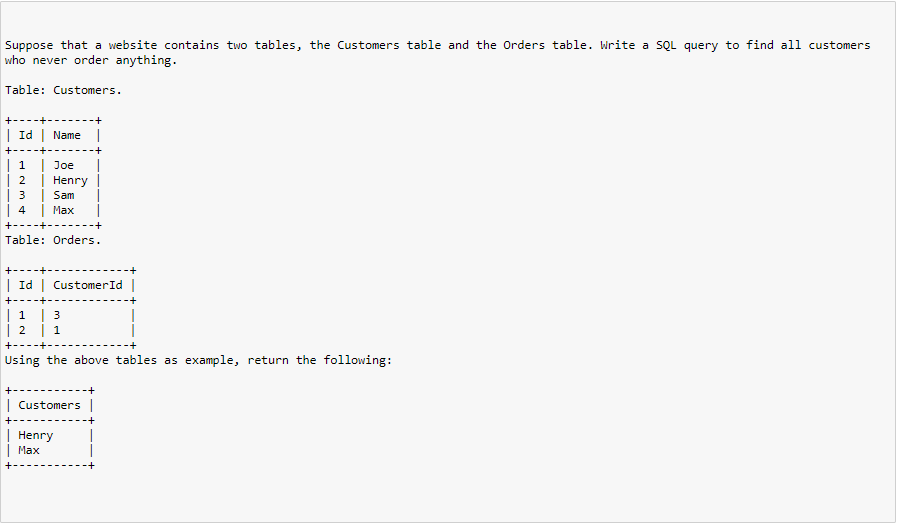 Suppose that a website contains two tables, the Customers table and the Orders table. Write a SQL query to find all customers
who never order anything.
Table: Customers.
+----+-------+
| Id | Name  |
+----+-------+
| 1  | Joe   |
| 2  | Henry |
| 3  | Sam   |
| 4  | Max   |
+----+-------+
Table: Orders.
+----+------------+
| Id | CustomerId |
+----+------------+
| 1  | 3          |
| 2  | 1          |
+----+------------+
Using the above tables as example, return the following:
+-----------+
| Customers |
+-----------+
| Henry     |
| Max       |
+-----------+